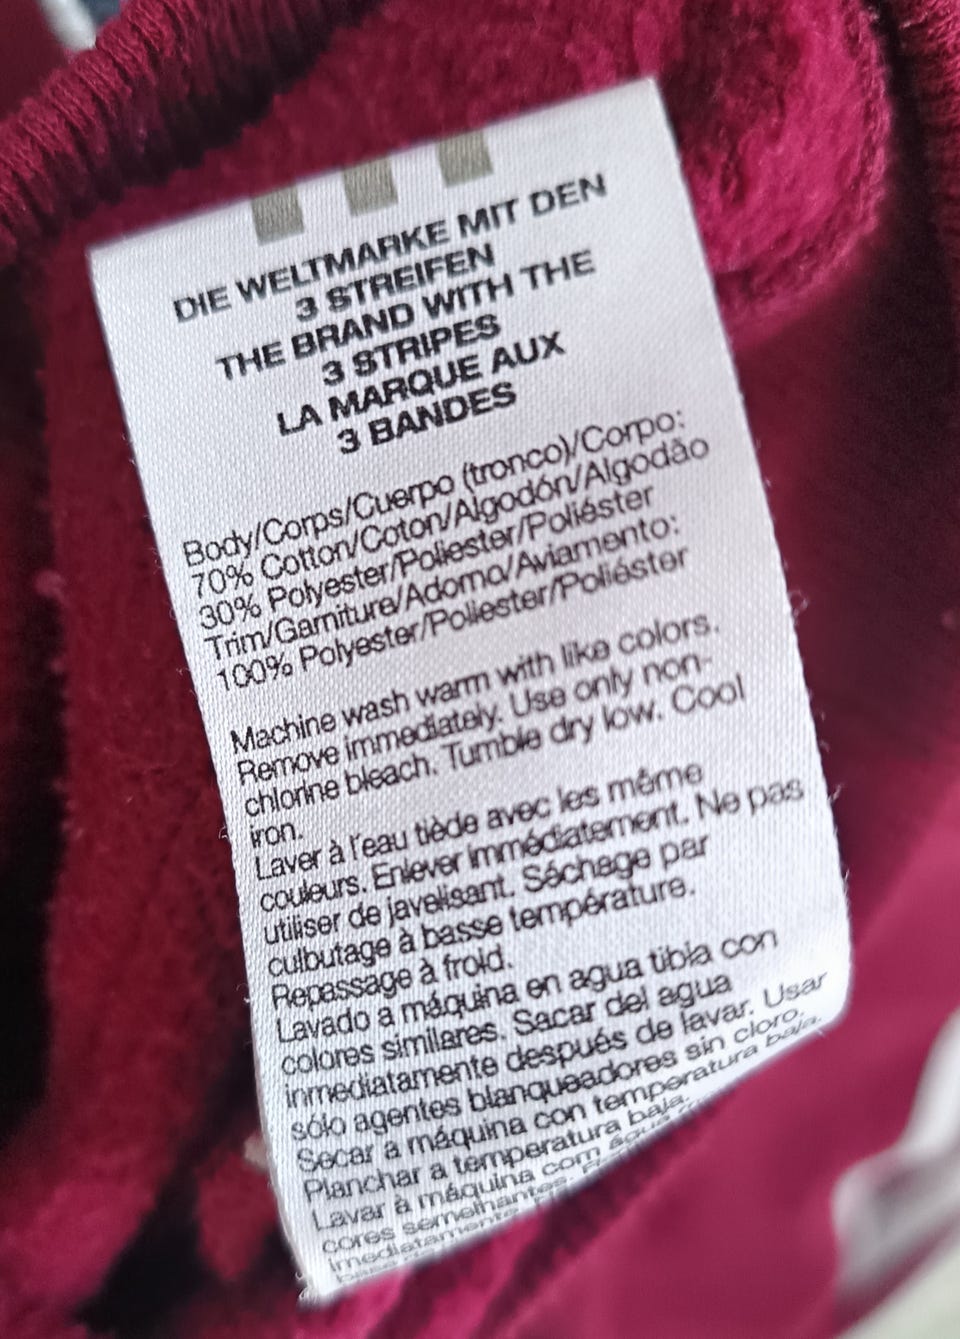 DIE WELTMARKE MIT DEN
3 STREIFEN
THE BRAND WITH THE
3 STRIPES
LA MARQUE AUX
3 BANDES
Body/Corps/Cuerpo (tronco)/Corpo:
70% Cotton/Coton/Algodón/Algodão
30% Polyester/Poliester/Poliéster
Trim/Garniture/Adorno/Aviamento:
100% Polyester/Poliester/Poliéster
Machine wash warm with like colors.
Remove immediately. Use only non-
chlorine bleach. Tumble dry low. Cool
iron.
Laver à l'eau tiède avec les même
couleurs. Enlever immédiatement. Ne pas
utiliser de javelisant. Séchage par
culbutage à basse température.
Repassage à froid.
Lavado a máquina en agua tibia con
colores similares. Sacar del agua
inmediatamente después de lavar. Usar
sólo agentes blanqueadores sin cloro.
Secar a máquina con temperatura baja.
Planchar a temperatura baja.
Lavar à máquina com água
cores semelhantes.
imediatamente.